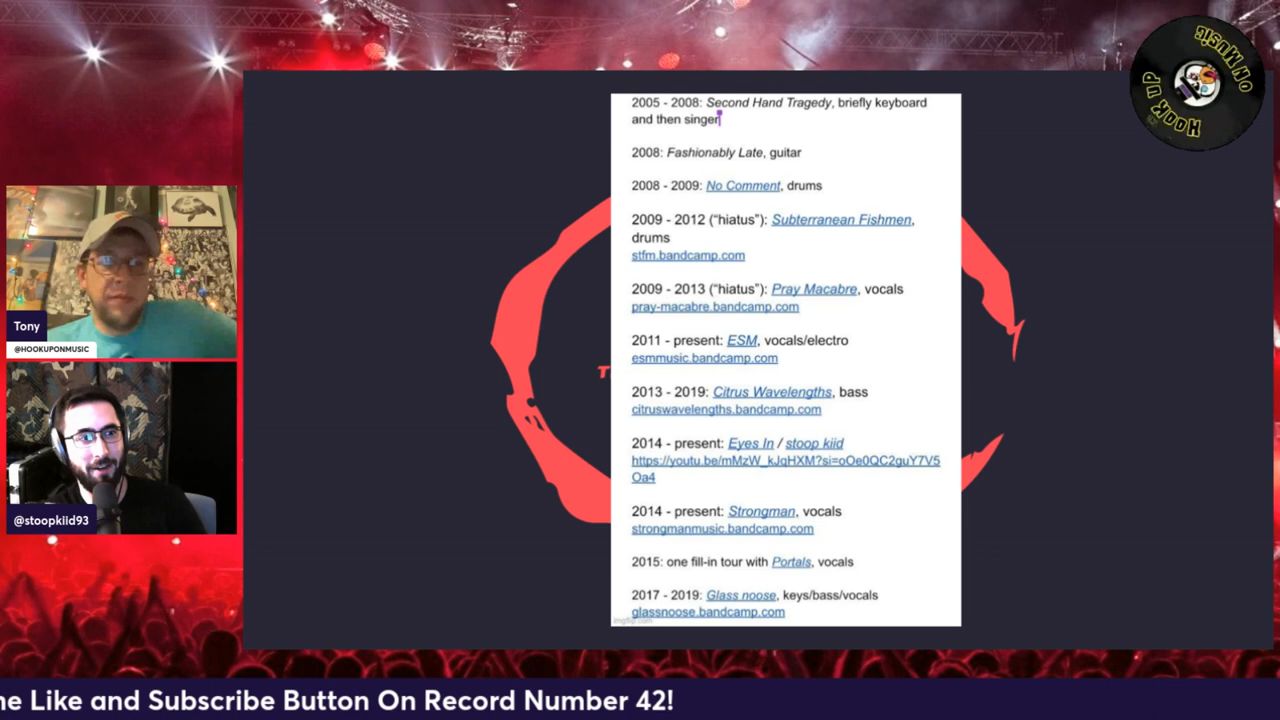 HOOK UP
ON MUSIC
2005 - 2008: Second Hand Tragedy, briefly keyboard
and then singer
2008: Fashionably Late, guitar
2008 - 2009: No Comment, drums
2009 - 2012 (“hiatus”): Subterranean Fishmen,
drums
stfm.bandcamp.com
2009 - 2013 (“hiatus”): Pray Macabre, vocals
pray-macabre.bandcamp.com
2011 - present: ESM, vocals/electro
esmmusic.bandcamp.com
2013 - 2019: Citrus Wavelengths, bass
citruswavelengths.bandcamp.com
2014 - present: Eyes In / stoop kiid
https://youtu.be/mMzW_kJqHXM?si=oOe0QC2guY7V5
Oa4
2014 - present: Strongman, vocals
strongmanmusic.bandcamp.com
2015: one fill-in tour with Portals, vocals
2017 - 2019: Glass noose, keys/bass/vocals
glassnoose.bandcamp.com
imgflip.com
T
Tony
@HOOKUPONMUSIC
@stoopkiid93
he Like and Subscribe Button On Record Number 42!